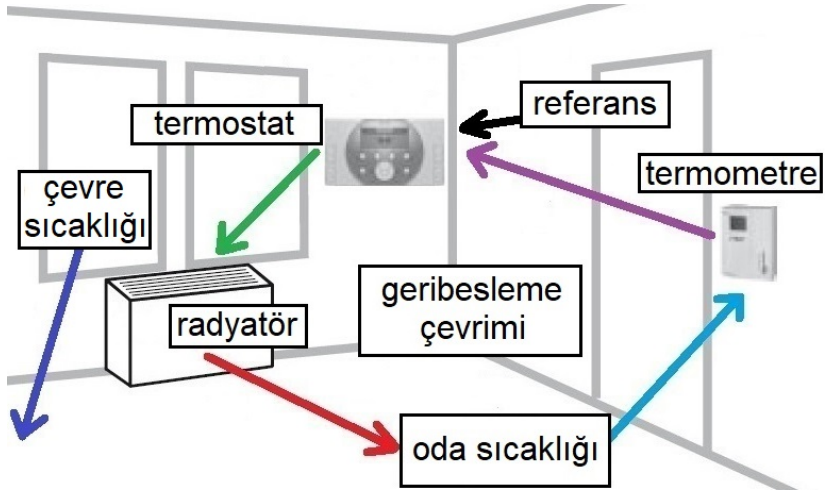 referans
termostat
termometre
çevre
sıcaklığı
geribesleme
çevrimi
radyatör
oda sıcaklığı